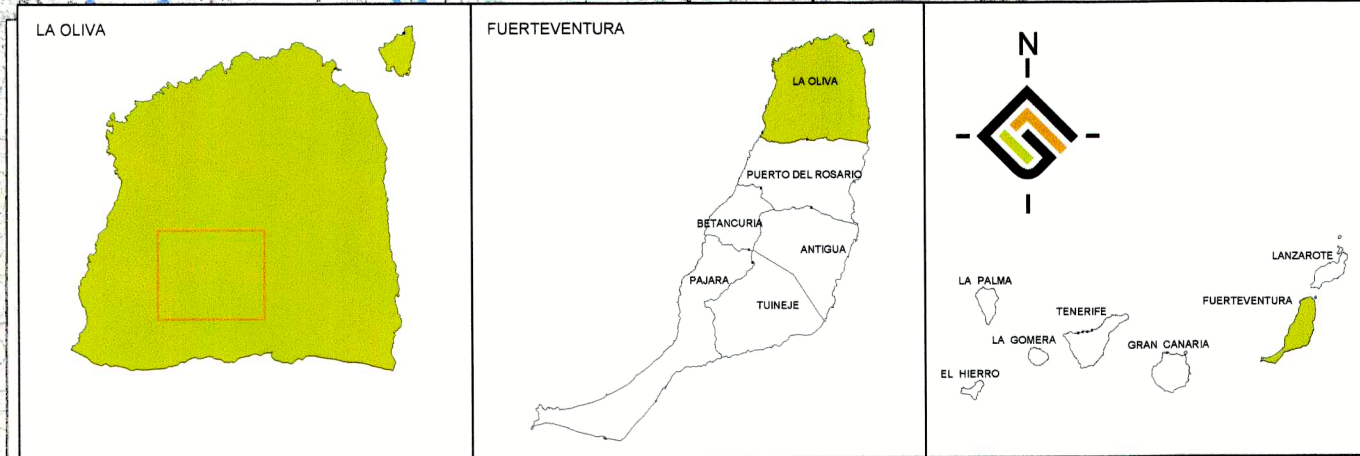 LA OLIVA
FUERTEVENTURA
LA OLIVA
PUERTO DEL ROSARIO
BETANCURIA
ANTIGUA
PAJARA
TUINEJE
N
LANZAROTE
LA PALMA
FUERTEVENTURA
TENERIFE
LA GOMERA
GRAN CANARIA
EL HIERRO